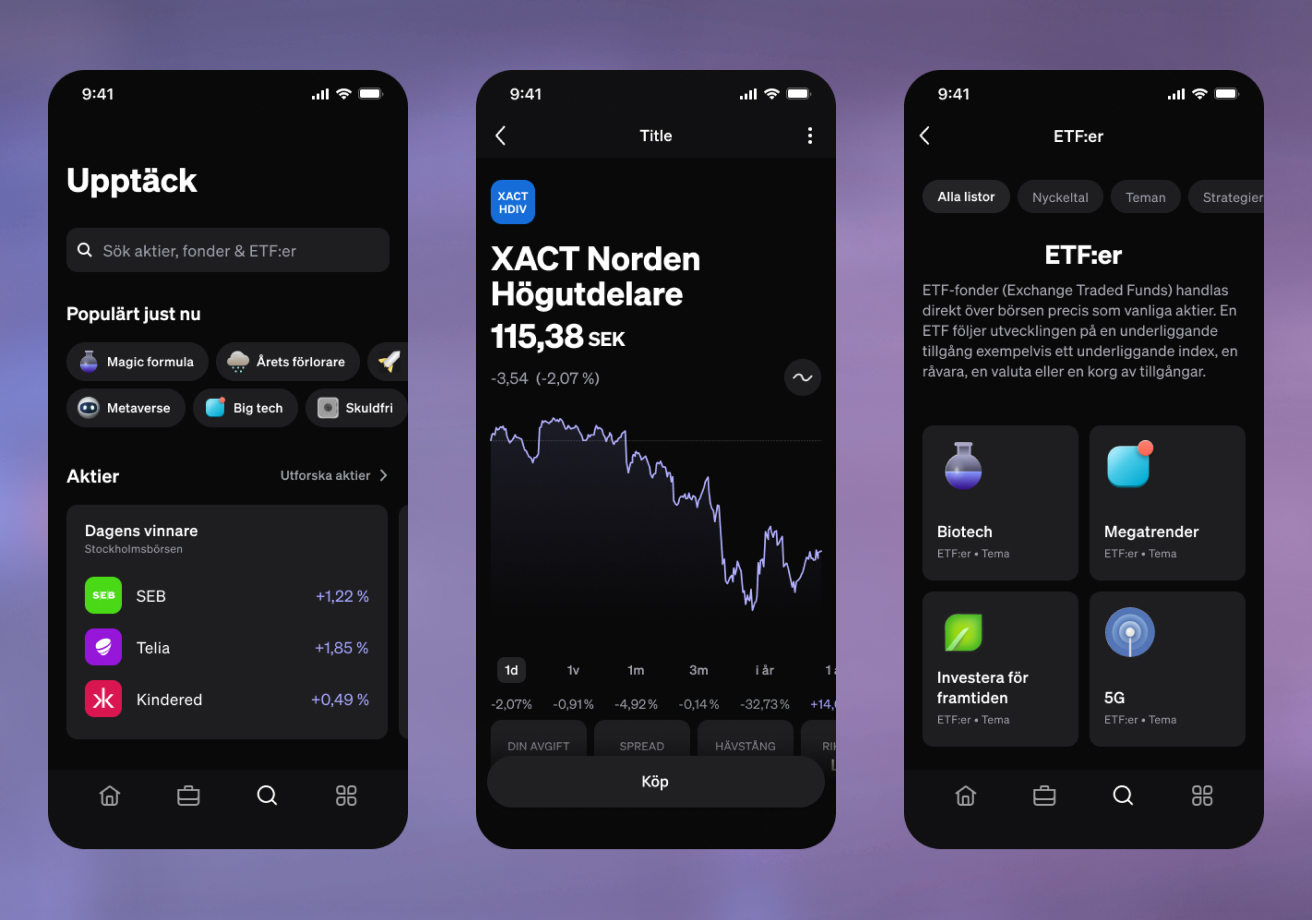 9:41
Upptäck
Sök aktier, fonder & ETF:er
Populärt just nu
Magic formula
Årets förlorare
Metaverse
Big tech
Skuldfri
Aktier
Utforska aktier
Dagens vinnare
Stockholmsbörsen
SEB SEB +1,22 %
Telia +1,85 %
Kindered +0,49 %
9:41
Title
XACT
HDIV
XACT Norden
Högutdelare
115,38 SEK
-3,54 (-2,07 %)
1d 1v 1m 3m i år 1
-2,07% -0,91% -4,92% -0,14% -32,73% +14,
DIN AVGIFT SPREAD HÄVSTÅNG
Köp
9:41
ETF:er
Alla listor Nyckeltal Teman Strategier
ETF:er
ETF-fonder (Exchange Traded Funds) handlas
direkt över börsen precis som vanliga aktier. En
ETF följer utvecklingen på en underliggande
tillgång exempelvis ett underliggande index, en
råvara, en valuta eller en korg av tillgångar.
Biotech
ETF:er • Tema
Megatrender
ETF:er • Tema
Investera för
framtiden
ETF:er • Tema
5G
ETF:er • Tema